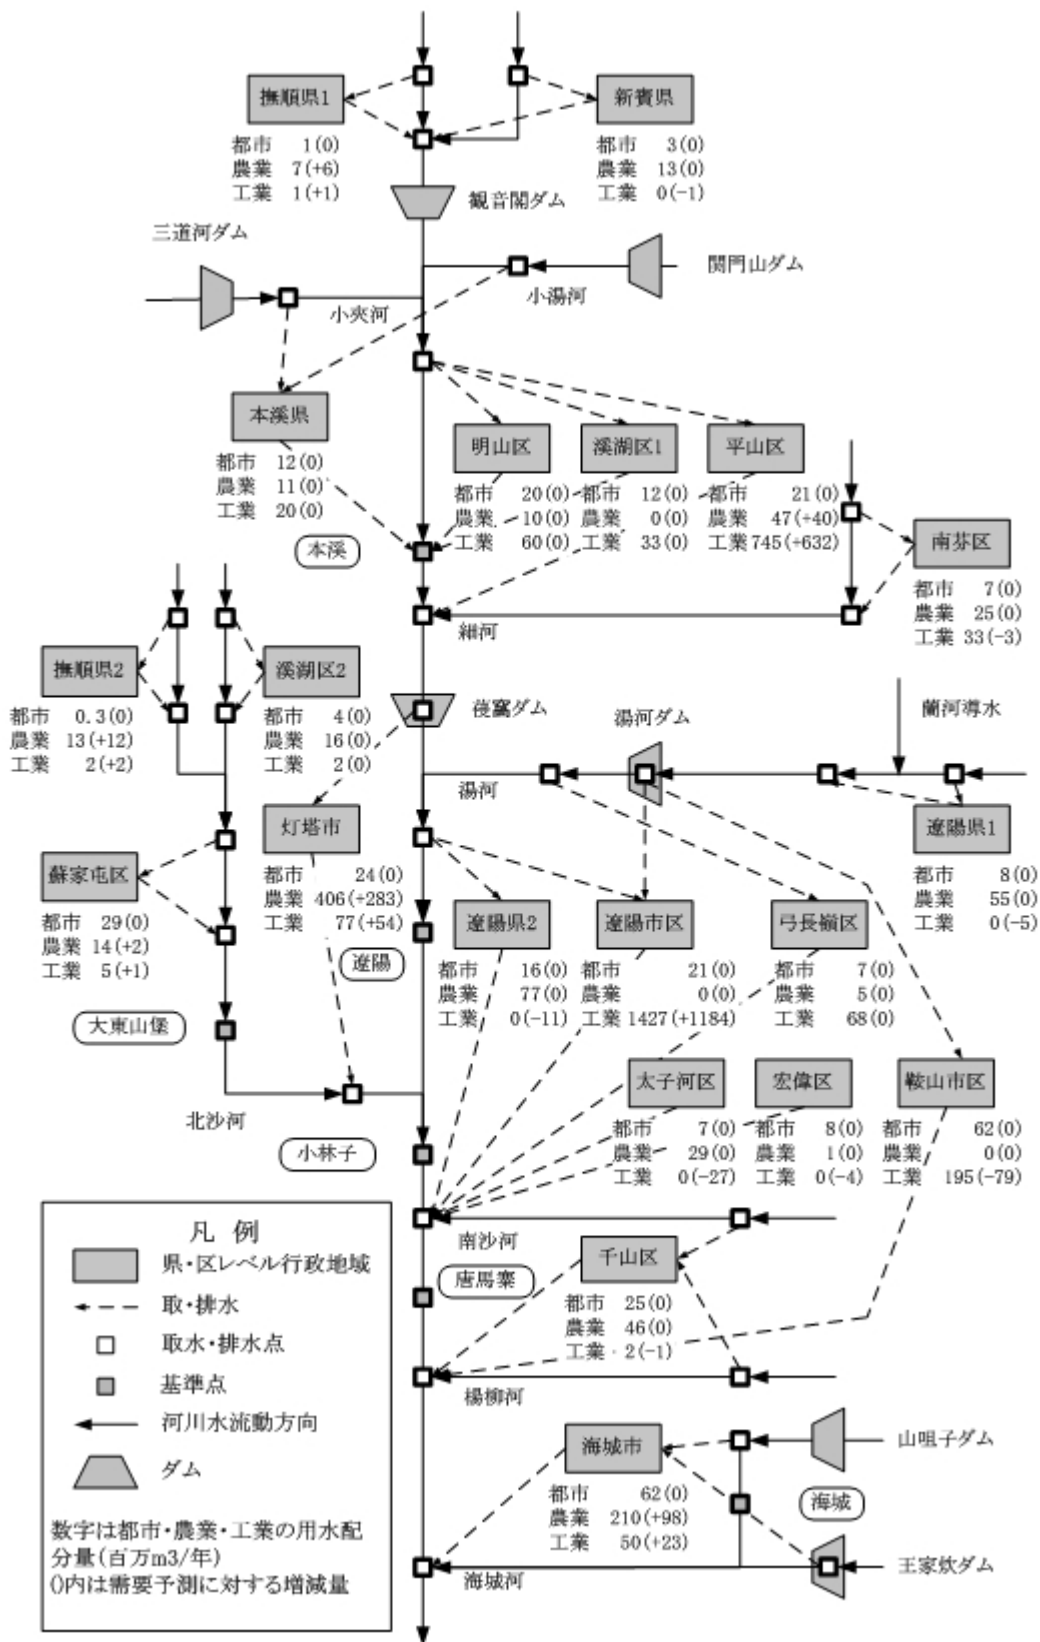 撫順県1
都市 1(0)
農業 7(+6)
工業 1(+1)
新賓県
都市 3(0)
農業 13(0)
工業 0(-1)
観音閣ダム
三道河ダム
関門山ダム
小湯河
小夾河
本溪県
都市 12(0)
農業 11(0)
工業 20(0)
明山区
都市 20(0)
農業 10(0)
工業 60(0)
溪湖区1
都市 12(0)
農業 0(0)
工業 33(0)
平山区
都市 21(0)
農業 47(+40)
工業 745(+632)
南芬区
都市 7(0)
農業 25(0)
工業 33(-3)
本溪
細河
撫順県2
都市 0.3(0)
農業 13(+12)
工業 2(+2)
溪湖区2
都市 4(0)
農業 16(0)
工業 2(0)
葠窩ダム
湯河ダム
蘭河導水
湯河
灯塔市
都市 24(0)
農業 406(+283)
工業 77(+54)
遼陽県1
都市 8(0)
農業 55(0)
工業 0(-5)
蘇家屯区
都市 29(0)
農業 14(+2)
工業 5(+1)
遼陽
遼陽県2
都市 16(0)
農業 77(0)
工業 0(-11)
遼陽市区
都市 21(0)
農業 0(0)
工業 1427(+1184)
弓長嶺区
都市 7(0)
農業 5(0)
工業 68(0)
大東山堡
太子河区
都市 7(0)
農業 29(0)
工業 0(-27)
宏偉区
都市 8(0)
農業 1(0)
工業 0(-4)
鞍山市区
都市 62(0)
農業 0(0)
工業 195(-79)
北沙河
小林子
南沙河
唐馬寨
千山区
都市 25(0)
農業 46(0)
工業 2(-1)
楊柳河
海城市
都市 62(0)
農業 210(+98)
工業 50(+23)
山咀子ダム
海城
王家炊ダム
海城河
凡 例
県・区レベル行政地域
取・排水
取水・排水点
基準点
河川水流動方向
ダム
数字は都市・農業・工業の用水配
分量(百万m3/年)
()内は需要予測に対する増減量